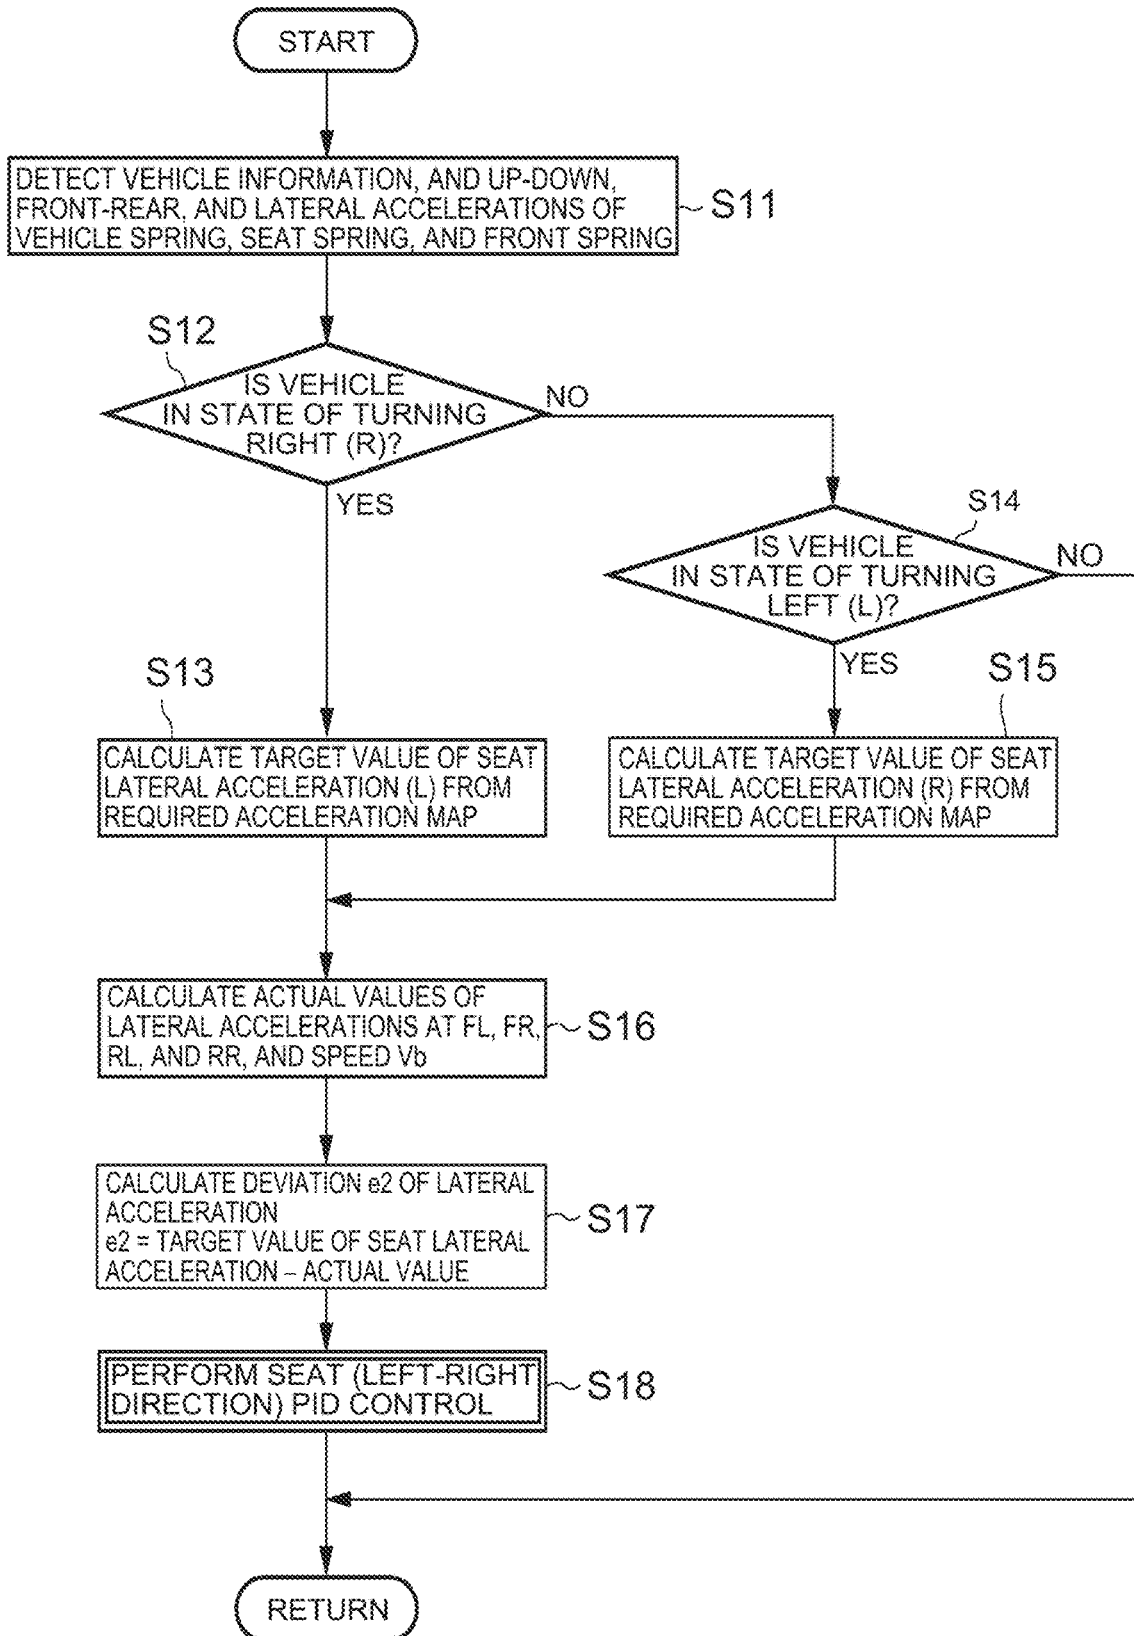 START
DETECT VEHICLE INFORMATION, AND UP-DOWN,
FRONT-REAR, AND LATERAL ACCELERATIONS OF
VEHICLE SPRING, SEAT SPRING, AND FRONT SPRING
S11
S12
IS VEHICLE
IN STATE OF TURNING
RIGHT (R)?
NO
YES
S14
IS VEHICLE
IN STATE OF TURNING
LEFT (L)?
NO
YES
S13
CALCULATE TARGET VALUE OF SEAT
LATERAL ACCELERATION (L) FROM
REQUIRED ACCELERATION MAP
S15
CALCULATE TARGET VALUE OF SEAT
LATERAL ACCELERATION (R) FROM
REQUIRED ACCELERATION MAP
CALCULATE ACTUAL VALUES OF
LATERAL ACCELERATIONS AT FL, FR,
RL, AND RR, AND SPEED Vb
S16
CALCULATE DEVIATION e2 OF LATERAL
ACCELERATION
e2 = TARGET VALUE OF SEAT LATERAL
ACCELERATION – ACTUAL VALUE
S17
PERFORM SEAT (LEFT-RIGHT
DIRECTION) PID CONTROL
S18
RETURN